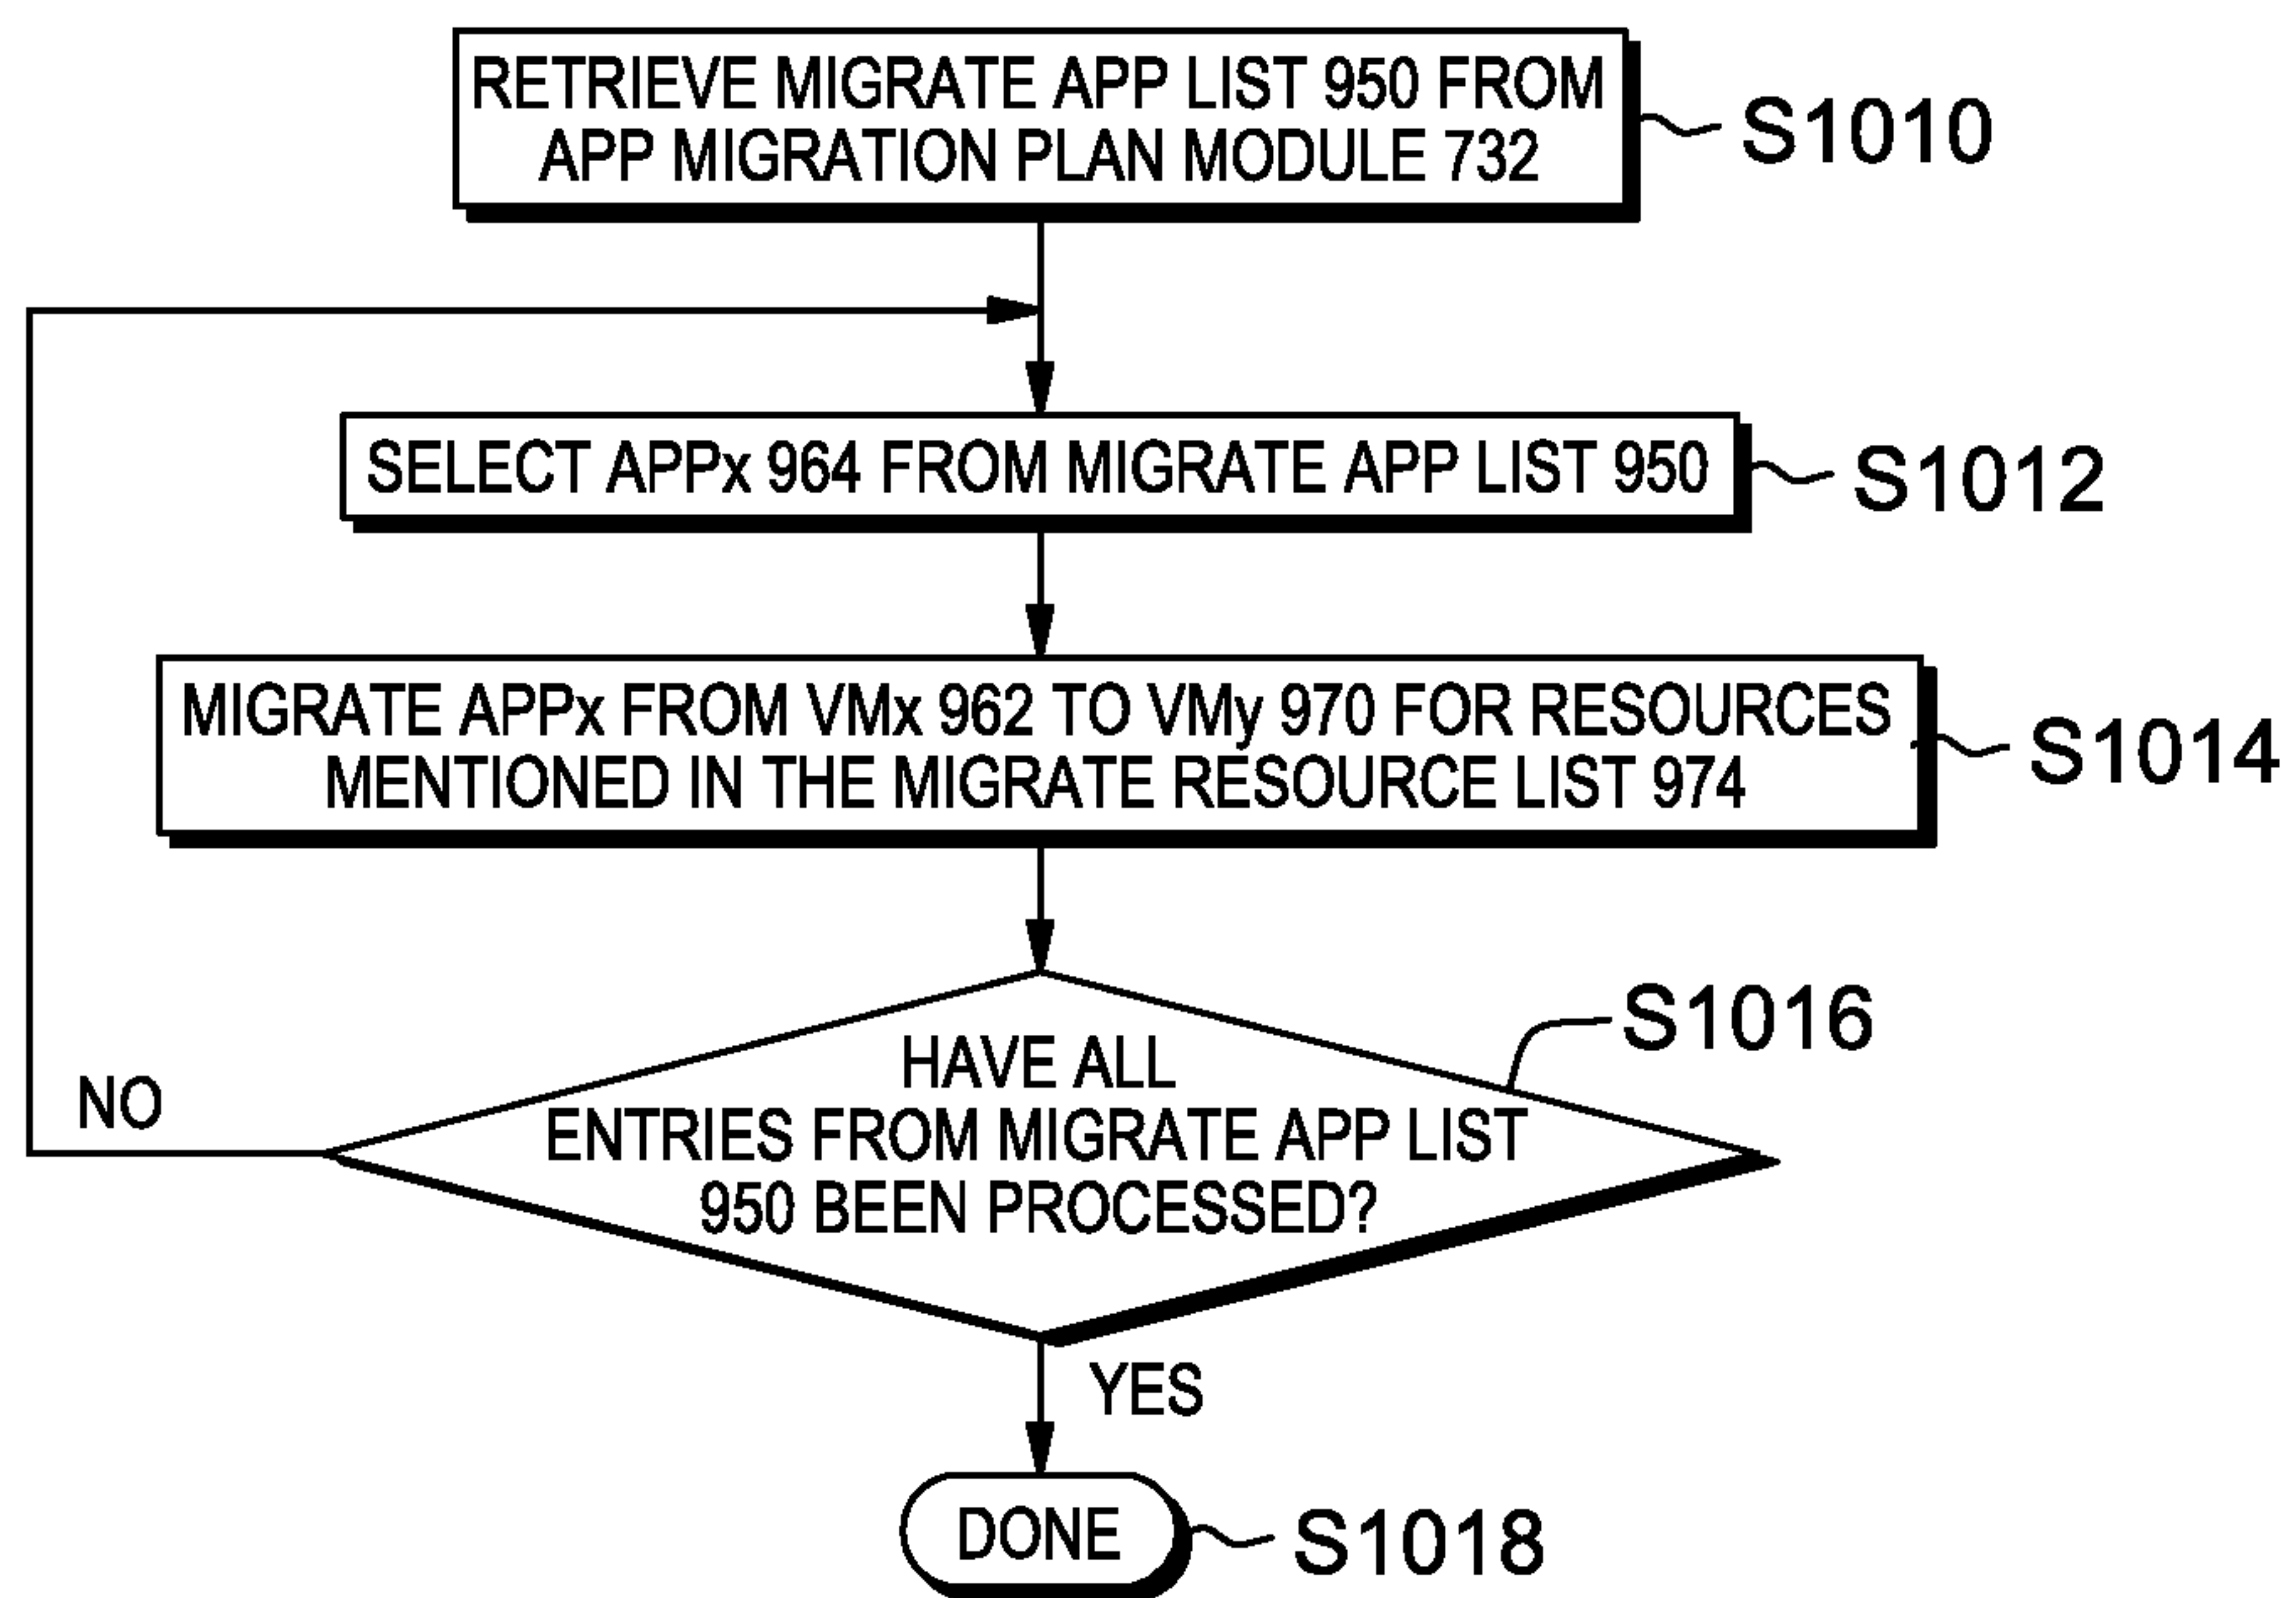 RETRIEVE MIGRATE APP LIST 950 FROM
APP MIGRATION PLAN MODULE 732
S1010
SELECT APPx 964 FROM MIGRATE APP LIST 950
S1012
MIGRATE APPx FROM VMx 962 TO VMy 970 FOR RESOURCES
MENTIONED IN THE MIGRATE RESOURCE LIST 974
S1014
S1016
HAVE ALL
ENTRIES FROM MIGRATE APP LIST
950 BEEN PROCESSED?
NO
YES
DONE
S1018